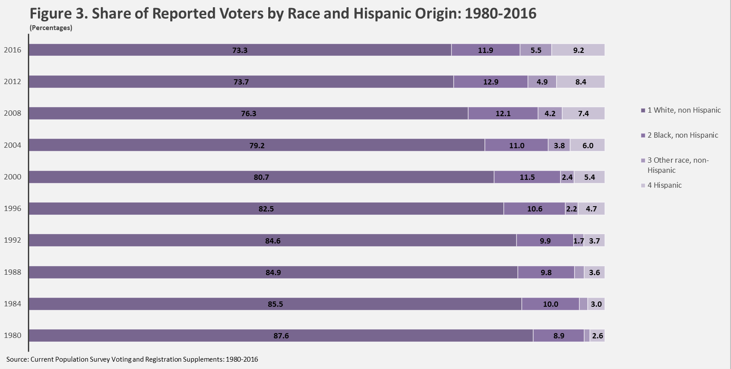 Figure 3. Share of Reported Voters by Race and Hispanic Origin: 1980-2016
(Percentages)
2016 73.3 11.9 5.5 9.2
2012 73.7 12.9 4.9 8.4
2008 76.3 12.1 4.2 7.4
2004 79.2 11.0 3.8 6.0
2000 80.7 11.5 2.4 5.4
1996 82.5 10.6 2.2 4.7
1992 84.6 9.9 1.7 3.7
1988 84.9 9.8 3.6
1984 85.5 10.0 3.0
1980 87.6 8.9 2.6
1 White, non Hispanic
2 Black, non Hispanic
3 Other race, non-
Hispanic
4 Hispanic
Source: Current Population Survey Voting and Registration Supplements: 1980-2016